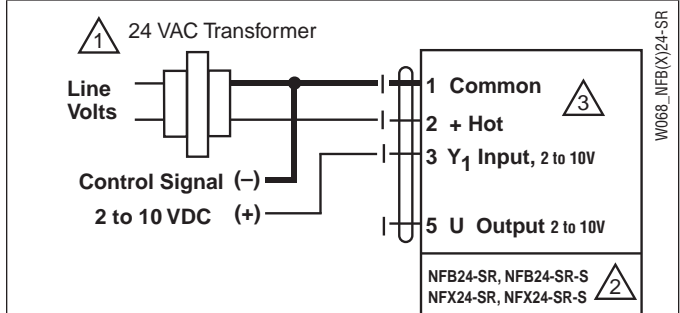 1 24 VAC Transformer
Line
Volts
1 Common
3
2 + Hot
3 Y1 Input, 2 to 10V
Control Signal (–)
2 to 10 VDC (+)
5 U Output 2 to 10V
NFB24-SR, NFB24-SR-S
NFX24-SR, NFX24-SR-S
2
W068_NFB(X)24-SR